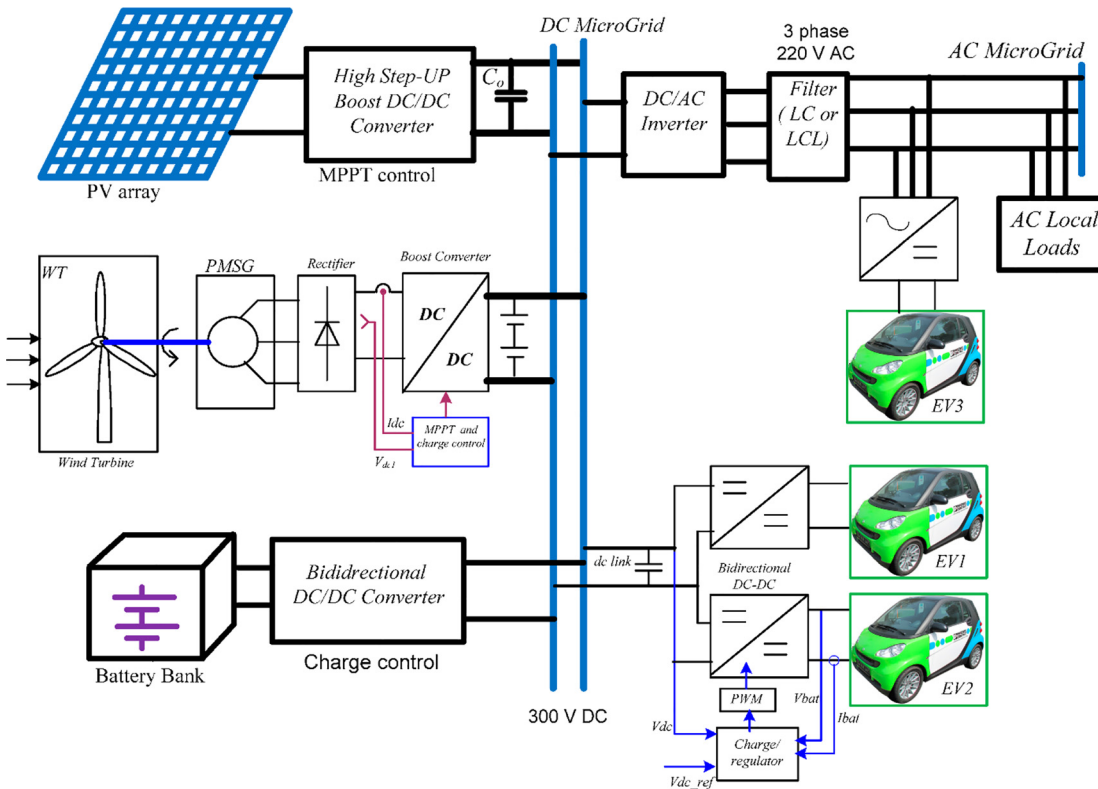 DC MicroGrid
3 phase
220 V AC
AC MicroGrid
High Step-UP
Boost DC/DC
Converter
Co
MPPT control
PV array
DC/AC
Inverter
Filter
( LC or
LCL)
AC Local
Loads
WT
PMSG
Rectifier
Boost Converter
DC
DC
Idc
Vdc1
MPPT and
charge control
Wind Turbine
EV3
Bididrectional
DC/DC Converter
Charge control
Battery Bank
300 V DC
dc link
Bidirectional
DC-DC
EV1
EV2
PWM
Vbat
Ibat
Vdc
Charge/
regulator
Vdc_ref